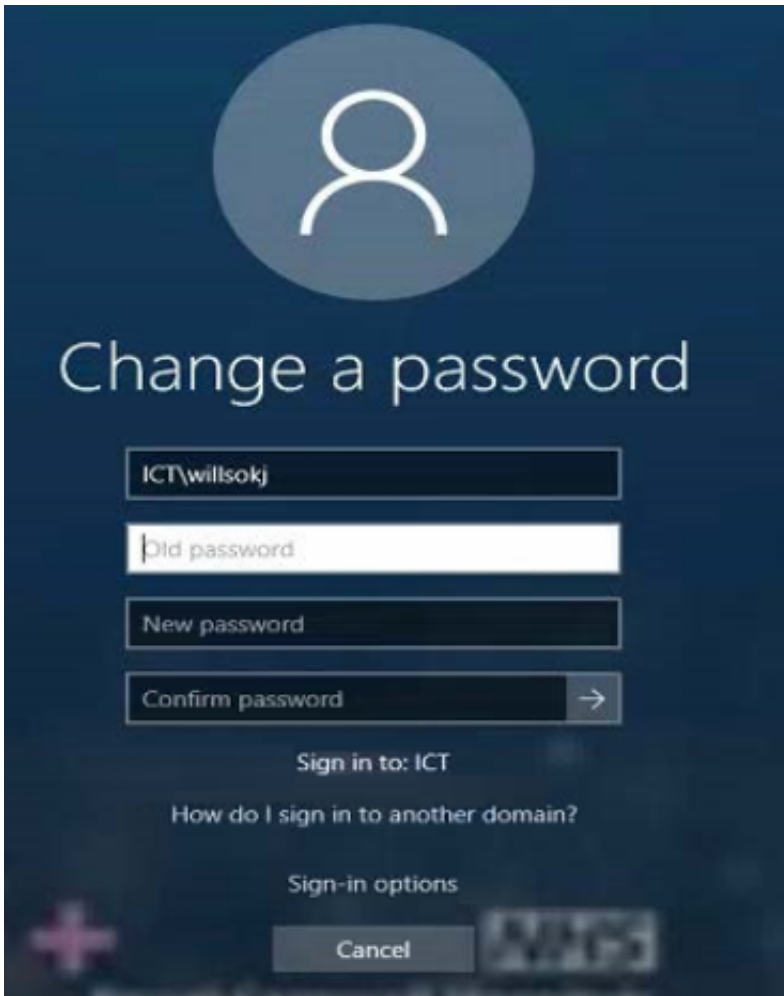 Change a password
ICT\willsokj
Old password
New password
Confirm password
Sign in to: ICT
How do I sign in to another domain?
Sign-in options
Cancel
NHS